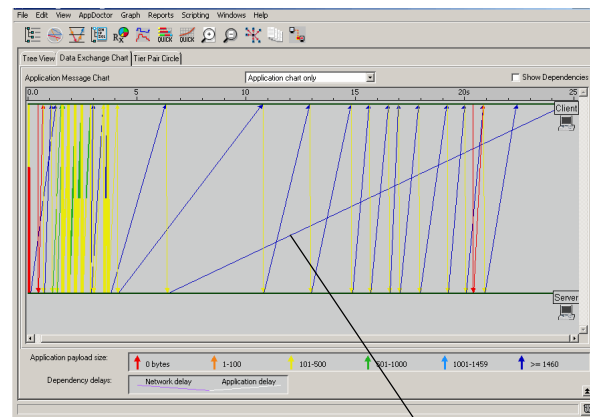 File Edit View AppDoctor Graph Reports Scripting Windows Help
QUICK QUICK
Tree View Data Exchange Chart Tier Pair Circle
Application Message Chart Application chart only Show Dependencies
0.0 5 10 15 20s 25
Client
Server
Application payload size: 0 bytes 1-100 101-500 501-1000 1001-1459 >= 1460
Dependency delays: Network delay Application delay